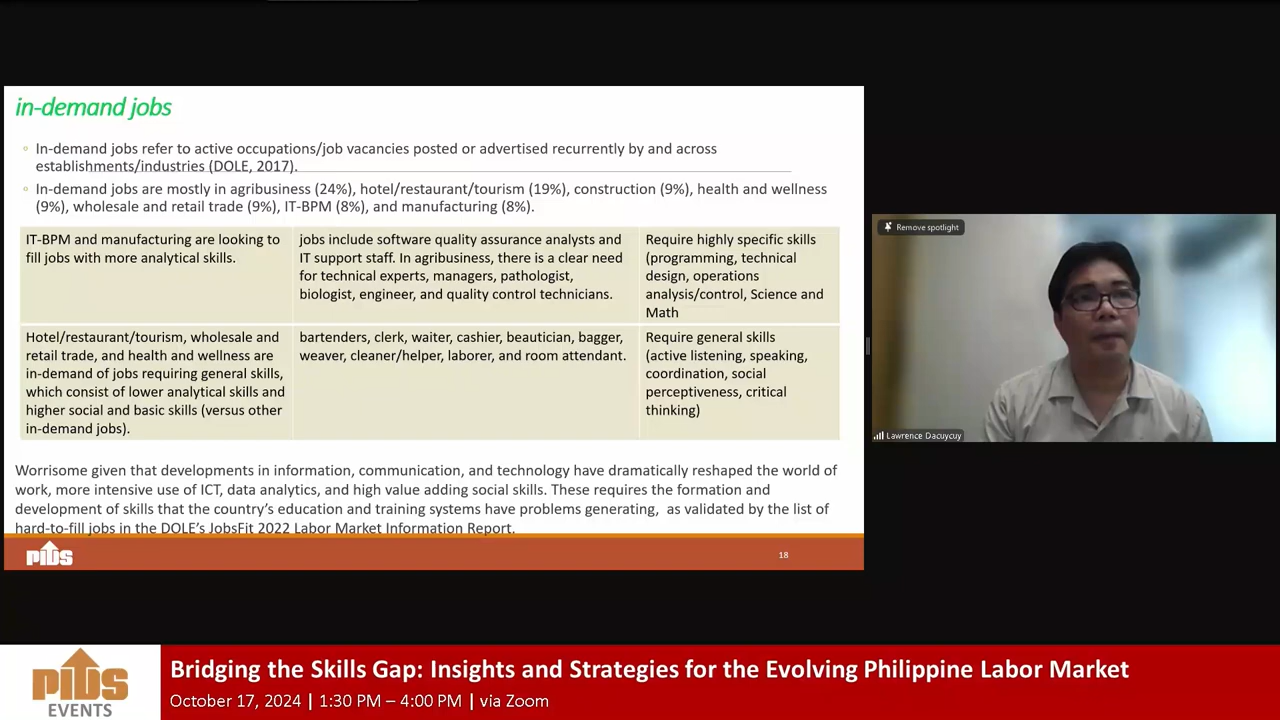 in-demand jobs
In-demand jobs refer to active occupations/job vacancies posted or advertised recurrently by and across
establishments/industries (DOLE, 2017).
In-demand jobs are mostly in agribusiness (24%), hotel/restaurant/tourism (19%), construction (9%), health and wellness
(9%), wholesale and retail trade (9%), IT-BPM (8%), and manufacturing (8%).
IT-BPM and manufacturing are looking to
fill jobs with more analytical skills.
jobs include software quality assurance analysts and
IT support staff. In agribusiness, there is a clear need
for technical experts, managers, pathologist,
biologist, engineer, and quality control technicians.
Require highly specific skills
(programming, technical
design, operations
analysis/control, Science and
Math
Hotel/restaurant/tourism, wholesale and
retail trade, and health and wellness are
in-demand of jobs requiring general skills,
which consist of lower analytical skills and
higher social and basic skills (versus other
in-demand jobs).
bartenders, clerk, waiter, cashier, beautician, bagger,
weaver, cleaner/helper, laborer, and room attendant.
Require general skills
(active listening, speaking,
coordination, social
perceptiveness, critical
thinking)
Worrisome given that developments in information, communication, and technology have dramatically reshaped the world of
work, more intensive use of ICT, data analytics, and high value adding social skills. These requires the formation and
development of skills that the country's education and training systems have problems generating, as validated by the list of
hard-to-fill jobs in the DOLE's JobsFit 2022 Labor Market Information Report.
pids
18
Remove spotlight
Lawrence Dacuycuy
pids
EVENTS
Bridging the Skills Gap: Insights and Strategies for the Evolving Philippine Labor Market
October 17, 2024 | 1:30 PM – 4:00 PM | via Zoom